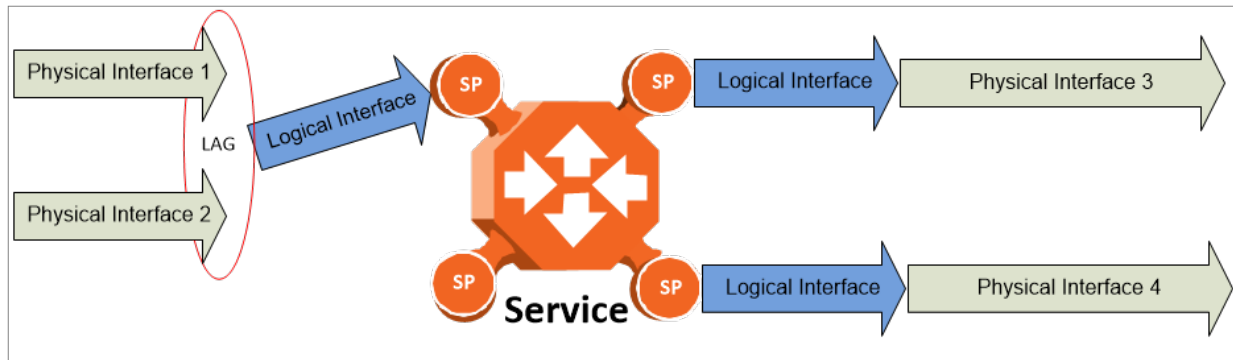 Physical Interface 1
LAG
Physical Interface 2
Logical Interface
SP
SP
Logical Interface
Physical Interface 3
SP
SP
Logical Interface
Physical Interface 4
Service